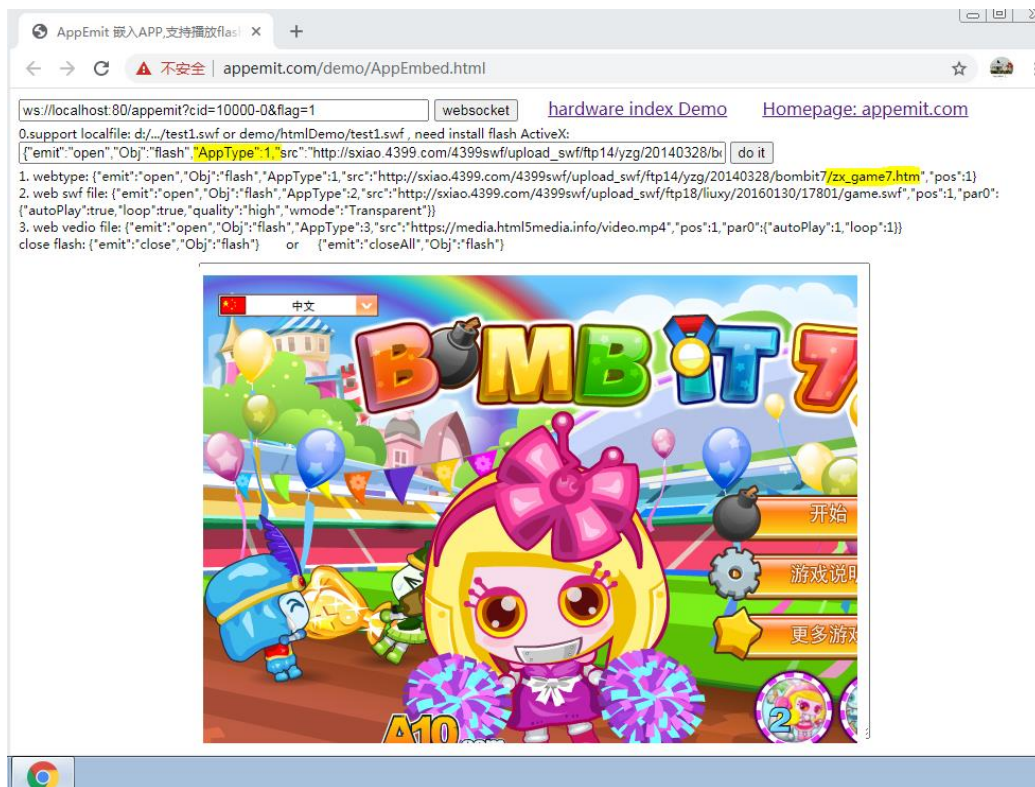 AppEmit 嵌入APP,支持播放flas
不安全 | appemit.com/demo/AppEmbed.html
ws://localhost:80/appemit?cid=10000-0&flag=1 websocket hardware index Demo Homepage: appemit.com
0.support localfile: d:/.../test1.swf or demo/htmlDemo/test1.swf , need install flash ActiveX:
{"emit":"open","Obj":"flash","AppType":1,"src":"http://sxiao.4399.com/4399swf/upload_swf/ftp14/yzg/20140328/bo do it
1. webtype: {"emit":"open","Obj":"flash","AppType":1,"src":"http://sxiao.4399.com/4399swf/upload_swf/ftp14/yzg/20140328/bombit7/zx_game7.htm","pos":1}
2. web swf file: {"emit":"open","Obj":"flash","AppType":2,"src":"http://sxiao.4399.com/4399swf/upload_swf/ftp18/liuxy/20160130/17801/game.swf","pos":1,"par0":
{"autoPlay":true,"loop":true,"quality":"high","wmode":"Transparent"}}
3. web vedio file: {"emit":"open","Obj":"flash","AppType":3,"src":"https://media.html5media.info/video.mp4","pos":1,"par0":{"autoPlay":1,"loop":1}}
close flash: {"emit":"close","Obj":"flash"} or {"emit":"closeAll","Obj":"flash"}
中文
BOMB IT 7
开始
游戏说明
更多游戏
2
A10.com